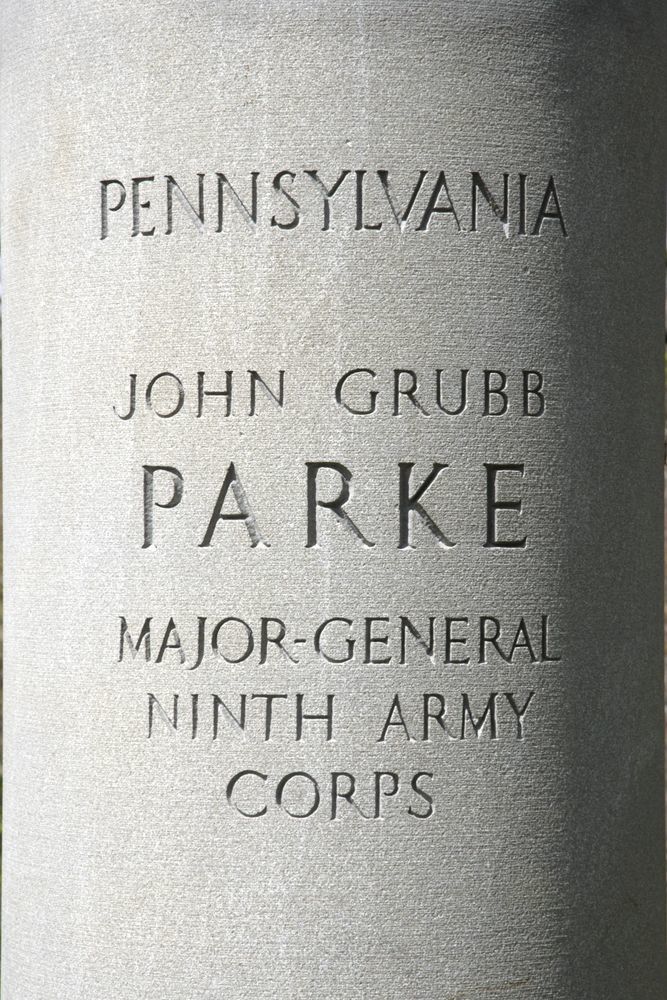 PENNSYLVANIA
JOHN GRUBB
PARKE
MAJOR-GENERAL
NINTH ARMY
CORPS